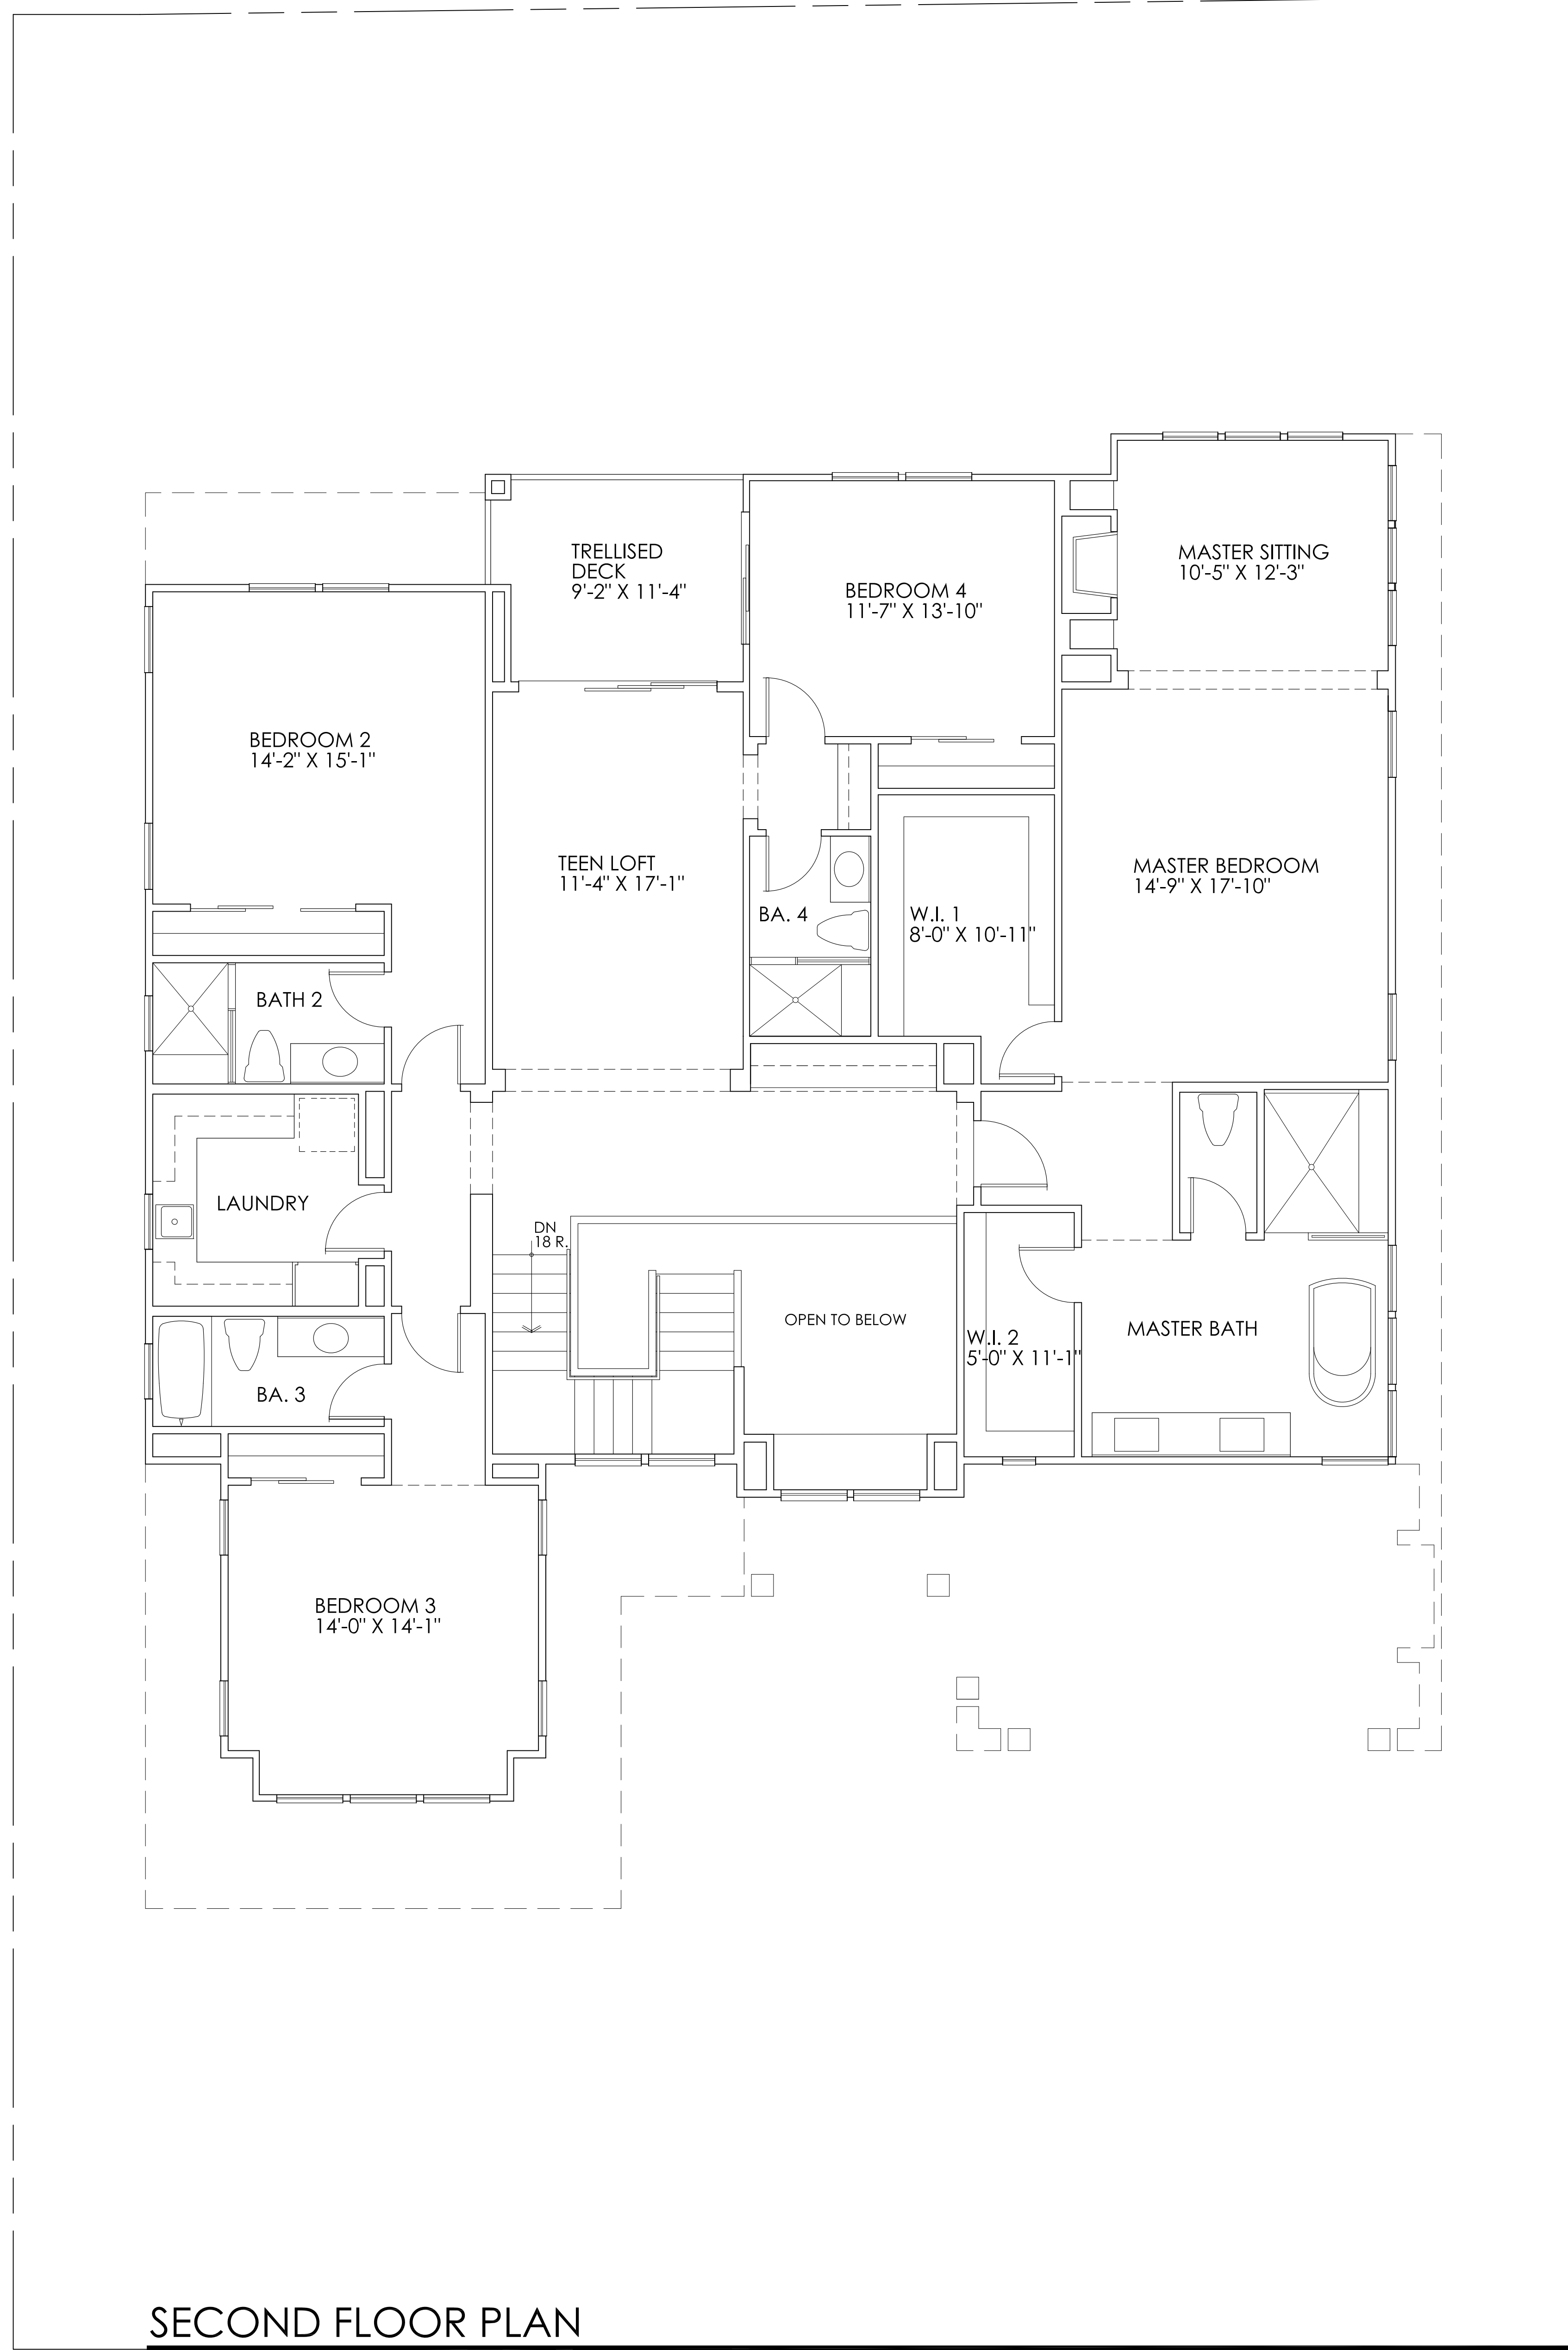 TRELLISED
DECK
9'-2" X 11'-4"
MASTER SITTING
10'-5" X 12'-3"
BEDROOM 4
11'-7" X 13'-10"
BEDROOM 2
14'-2" X 15'-1"
TEEN LOFT
11'-4" X 17'-1"
MASTER BEDROOM
14'-9" X 17'-10"
BA. 4
W.I. 1
8'-0" X 10'-11"
BATH 2
LAUNDRY
DN
18 R.
OPEN TO BELOW
W.I. 2
5'-0" X 11'-1"
MASTER BATH
BA. 3
BEDROOM 3
14'-0" X 14'-1"
SECOND FLOOR PLAN